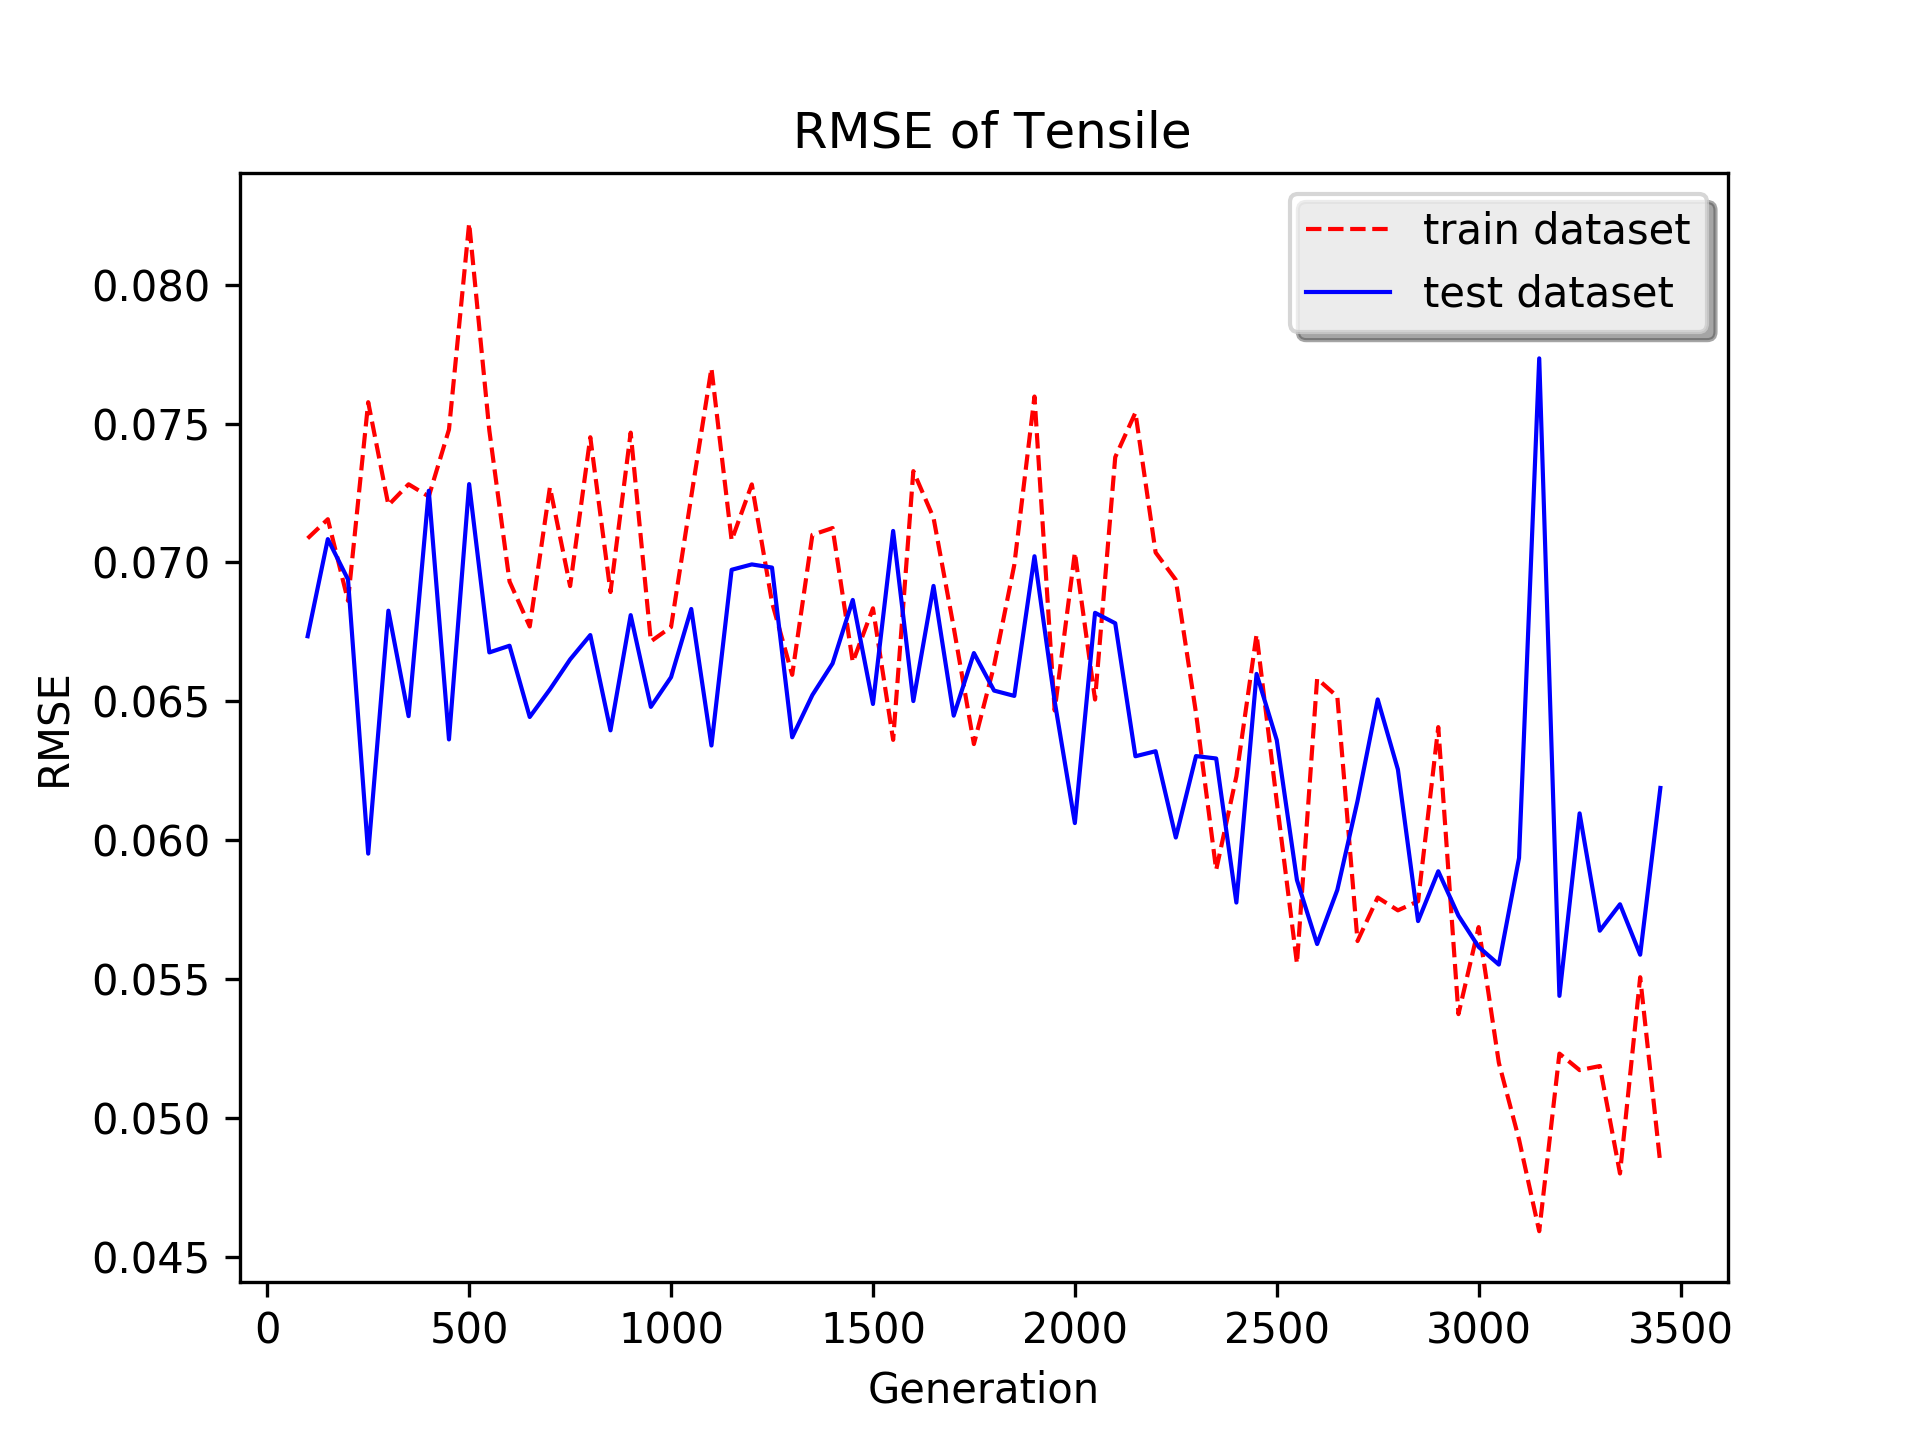 RMSE of Tensile
train dataset
test dataset
0.080
0.075
0.070
0.065
0.060
0.055
0.050
0.045
RMSE
0 500 1000 1500 2000 2500 3000 3500
Generation